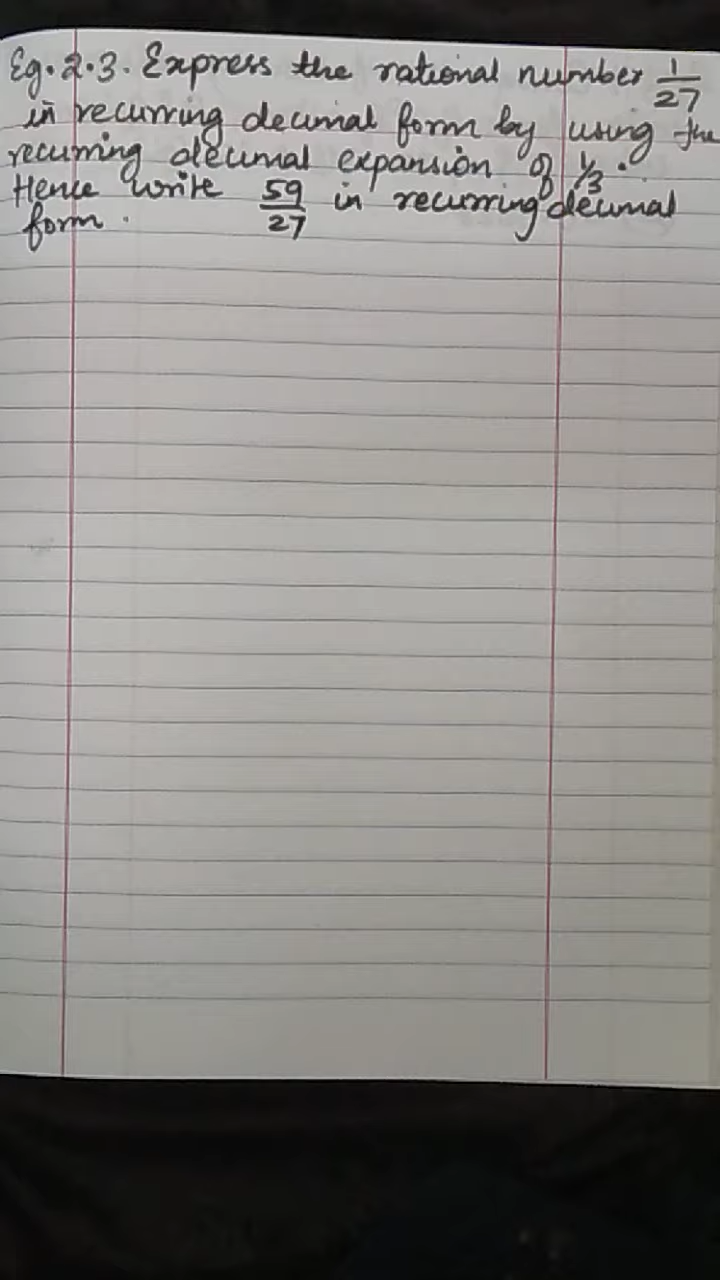 Eg. 2.3. Express the rational number 1/27
in recurring decimal form by using the
recurring decimal expansion of 1/3.
Hence write 59/27 in recurring decimal
form.